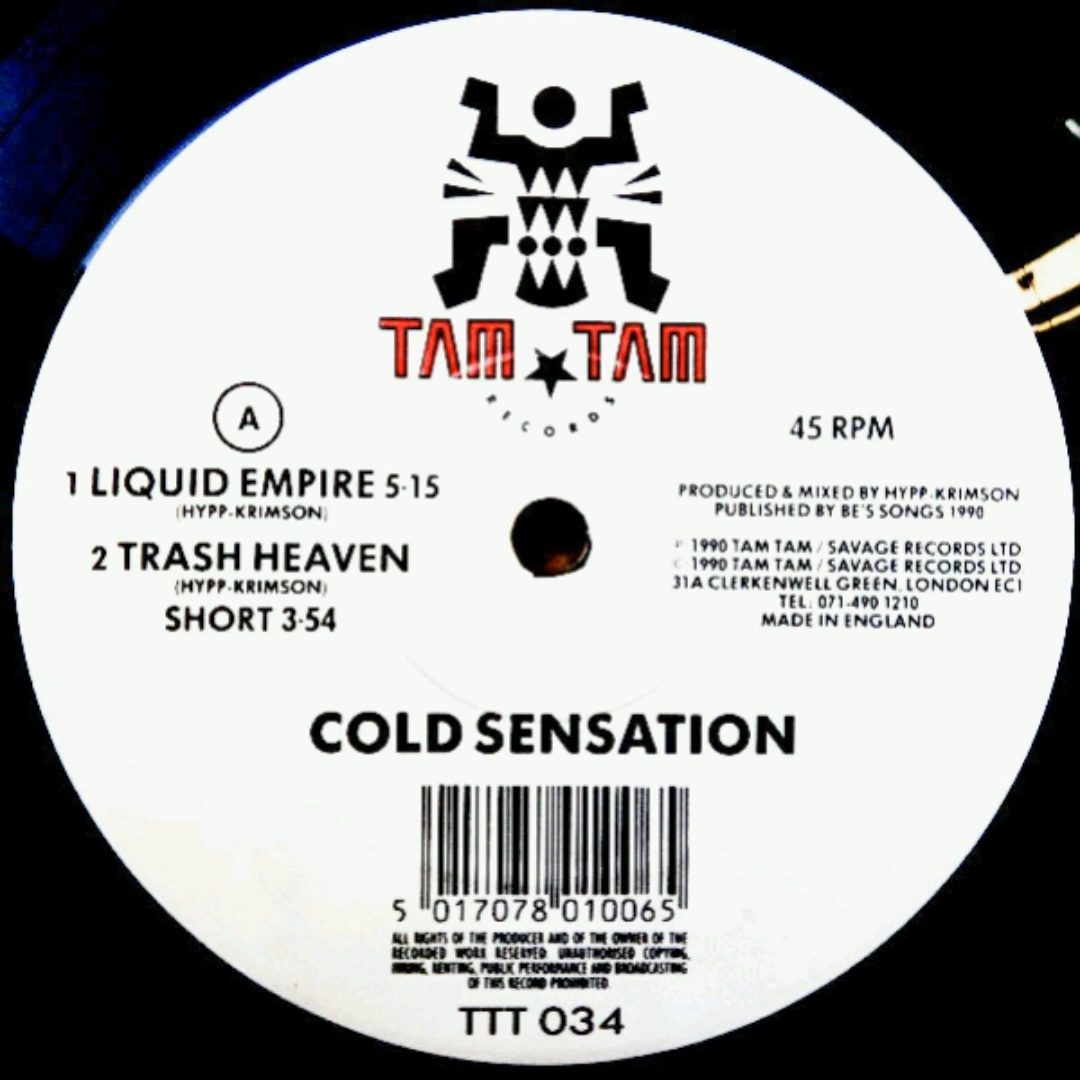 TAM ★ TAM
RECORDS
A
1 LIQUID EMPIRE 5·15
(HYPP-KRIMSON)
2 TRASH HEAVEN
(HYPP-KRIMSON)
SHORT 3·54
45 RPM
PRODUCED & MIXED BY HYPP-KRIMSON
PUBLISHED BY BE'S SONGS 1990
℗ 1990 TAM TAM / SAVAGE RECORDS LTD.
© 1990 TAM TAM / SAVAGE RECORDS LTD.
31A CLERKENWELL GREEN, LONDON EC1
TEL: 071-490 1210
MADE IN ENGLAND
COLD SENSATION
5 017078 010065
ALL RIGHTS OF THE PRODUCER AND OF THE OWNER OF THE
RECORDED WORK RESERVED. UNAUTHORISED COPYING,
HIRING, RENTING, PUBLIC PERFORMANCE AND BROADCASTING
OF THIS RECORD PROHIBITED.
TTT 034